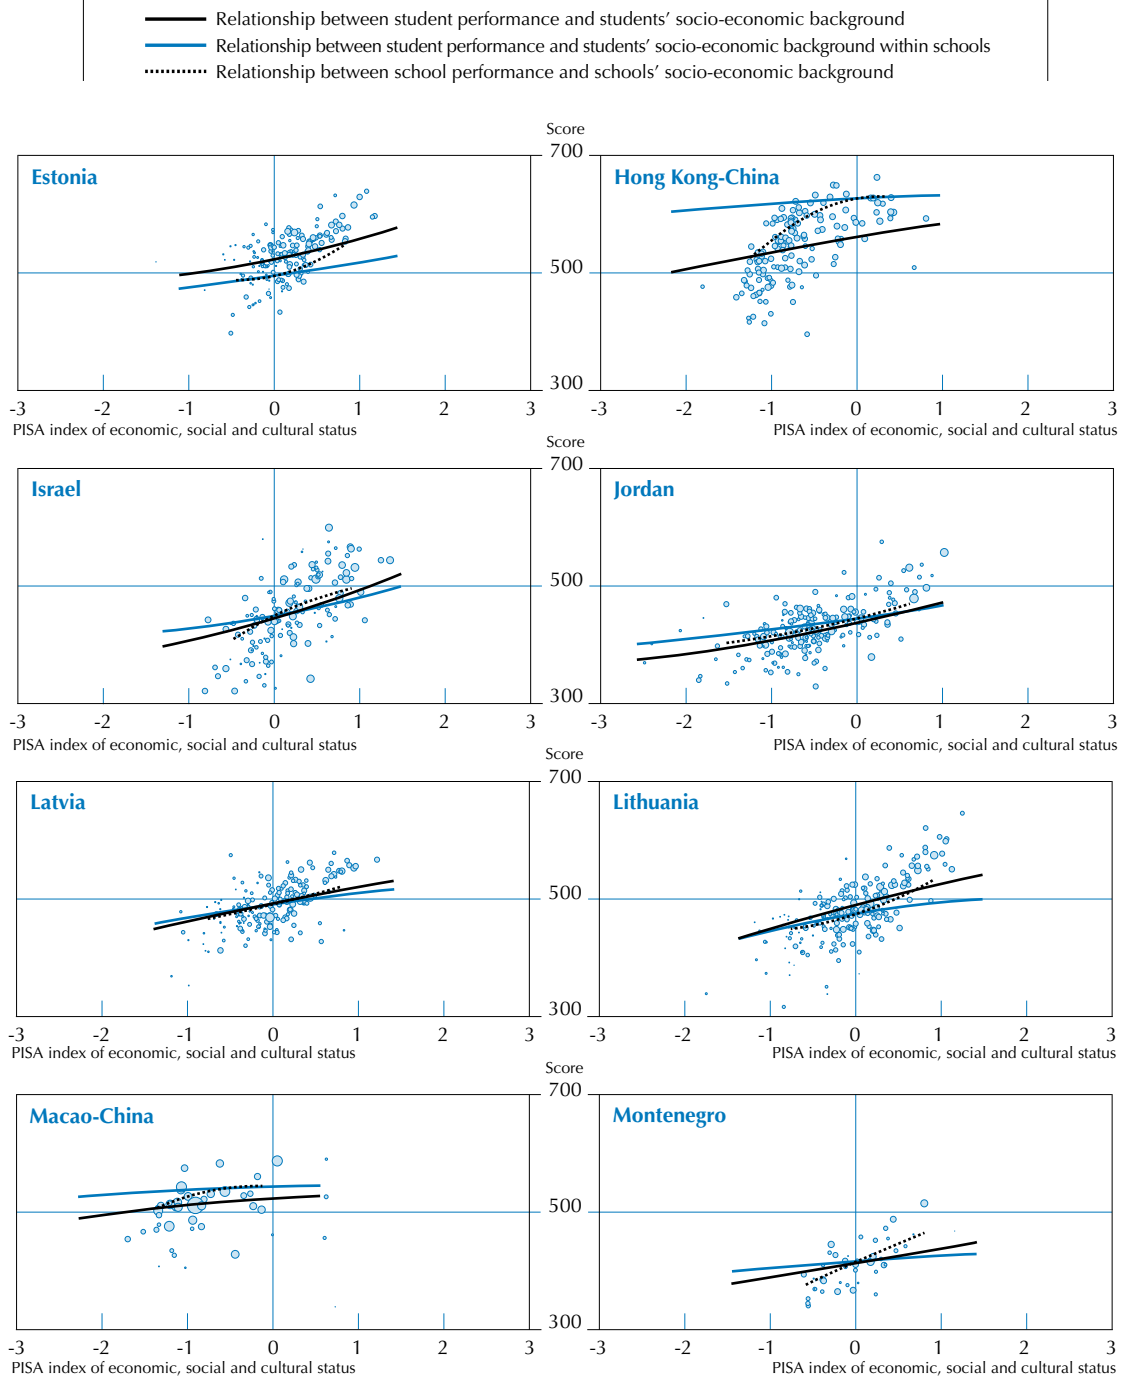 Relationship between student performance and students’ socio-economic background
Relationship between student performance and students’ socio-economic background within schools
Relationship between school performance and schools’ socio-economic background
Score
700
Estonia
Hong Kong-China
500
300
-3 -2 -1 0 1 2 3 -3 -2 -1 0 1 2 3
PISA index of economic, social and cultural status PISA index of economic, social and cultural status
Score
700
Israel
Jordan
500
300
-3 -2 -1 0 1 2 3 -3 -2 -1 0 1 2 3
PISA index of economic, social and cultural status PISA index of economic, social and cultural status
Score
700
Latvia
Lithuania
500
300
-3 -2 -1 0 1 2 3 -3 -2 -1 0 1 2 3
PISA index of economic, social and cultural status PISA index of economic, social and cultural status
Score
700
Macao-China
Montenegro
500
300
-3 -2 -1 0 1 2 3 -3 -2 -1 0 1 2 3
PISA index of economic, social and cultural status PISA index of economic, social and cultural status